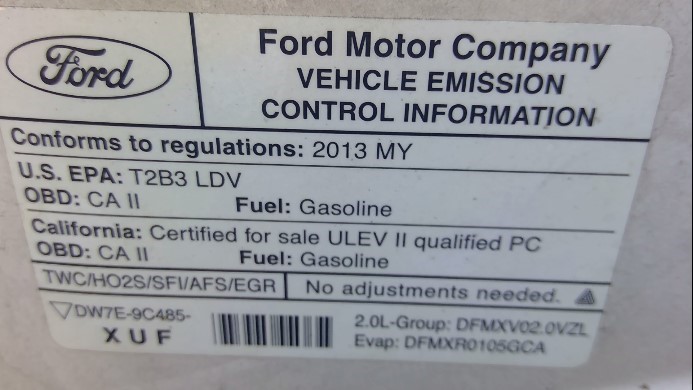 Ford
Ford Motor Company
VEHICLE EMISSION
CONTROL INFORMATION
Conforms to regulations: 2013 MY
U.S. EPA: T2B3 LDV
OBD: CA II Fuel: Gasoline
California: Certified for sale ULEV II qualified PC
OBD: CA II Fuel: Gasoline
TWC/HO2S/SFI/AFS/EGR No adjustments needed.
DW7E-9C485-
XUF
2.0L-Group: DFMXV02.0VZL
Evap: DFMXR0105GCA